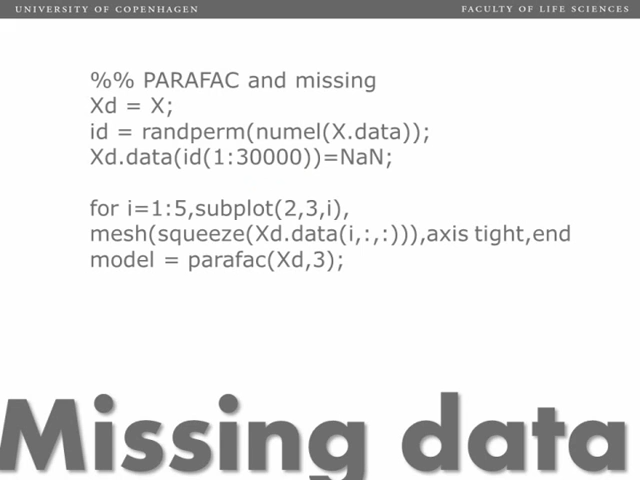 UNIVERSITY OF COPENHAGEN
FACULTY OF LIFE SCIENCES
%% PARAFAC and missing
Xd = X;
id = randperm(numel(X.data));
Xd.data(id(1:30000))=NaN;
for i=1:5,subplot(2,3,i),
mesh(squeeze(Xd.data(i,:,:))),axis tight,end
model = parafac(Xd,3);
Missing data